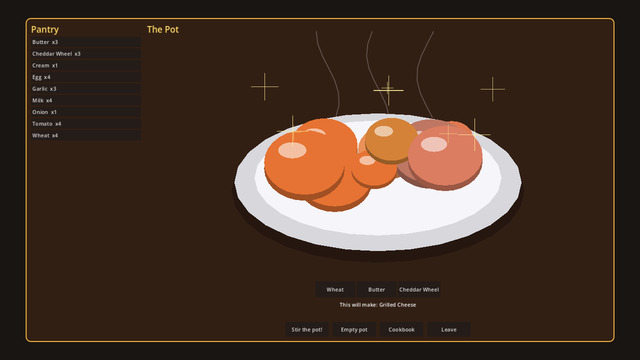 Pantry
The Pot
Butter x3
Cheddar Wheel x3
Cream x1
Egg x4
Garlic x3
Milk x4
Onion x1
Tomato x4
Wheat x4
Wheat
Butter
Cheddar Wheel
This will make: Grilled Cheese
Stir the pot!
Empty pot
Cookbook
Leave